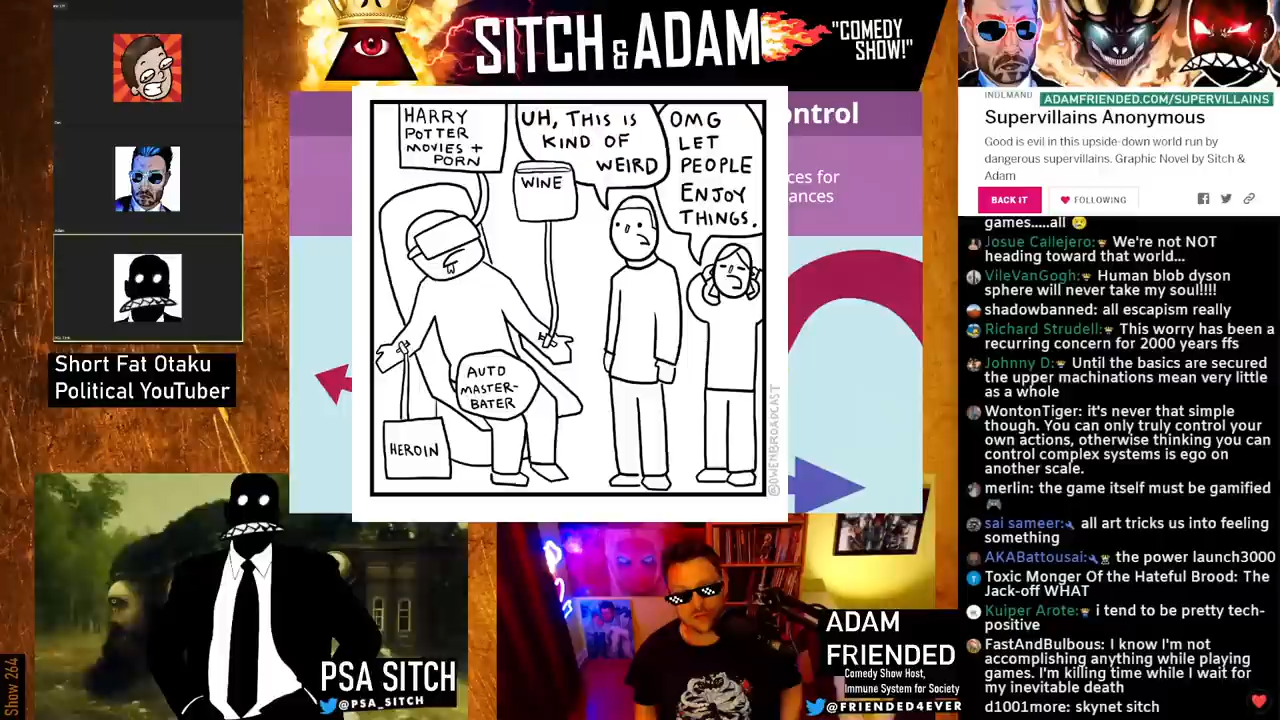 SITCH & ADAM
"COMEDY
SHOW!"
ontrol
ces for
ances
HARRY
POTTER
MOVIES +
PORN
UH, THIS IS
KIND OF
WEIRD
OMG
LET
PEOPLE
ENJOY
THINGS.
WINE
AUTO
MASTER-
BATER
HEROIN
@OWENBROADCAST
Short Fat Otaku
Political YouTuber
PSA SITCH
@PSA_SITCH
ADAM
FRIENDED
Comedy Show Host,
Immune System for Society
@FRIENDED4EVER
Show 264
INDEMAND
ADAMFRIENDED.COM/SUPERVILLAINS
Supervillains Anonymous
Good is evil in this upside-down world run by
dangerous supervillains. Graphic Novel by Sitch &
Adam
BACK IT
FOLLOWING
games.....all 😢
Josue Callejero: We're not NOT
heading toward that world...
VileVanGogh: Human blob dyson
sphere will never take my soul!!!!
shadowbanned: all escapism really
Richard Strudell: This worry has been a
recurring concern for 2000 years ffs
Johnny D: Until the basics are secured
the upper machinations mean very little
as a whole
WontonTiger: it's never that simple
though. You can only truly control your
own actions, otherwise thinking you can
control complex systems is ego on
another scale.
merlin: the game itself must be gamified
🎮
sai sameer: all art tricks us into feeling
something
AKABattousai: the power launch3000
Toxic Monger Of the Hateful Brood: The
Jack-off WHAT
Kuiper Arote: i tend to be pretty tech-
positive
FastAndBulbous: I know I'm not
accomplishing anything while playing
games. I'm killing time while I wait for
my inevitable death
d1001more: skynet sitch